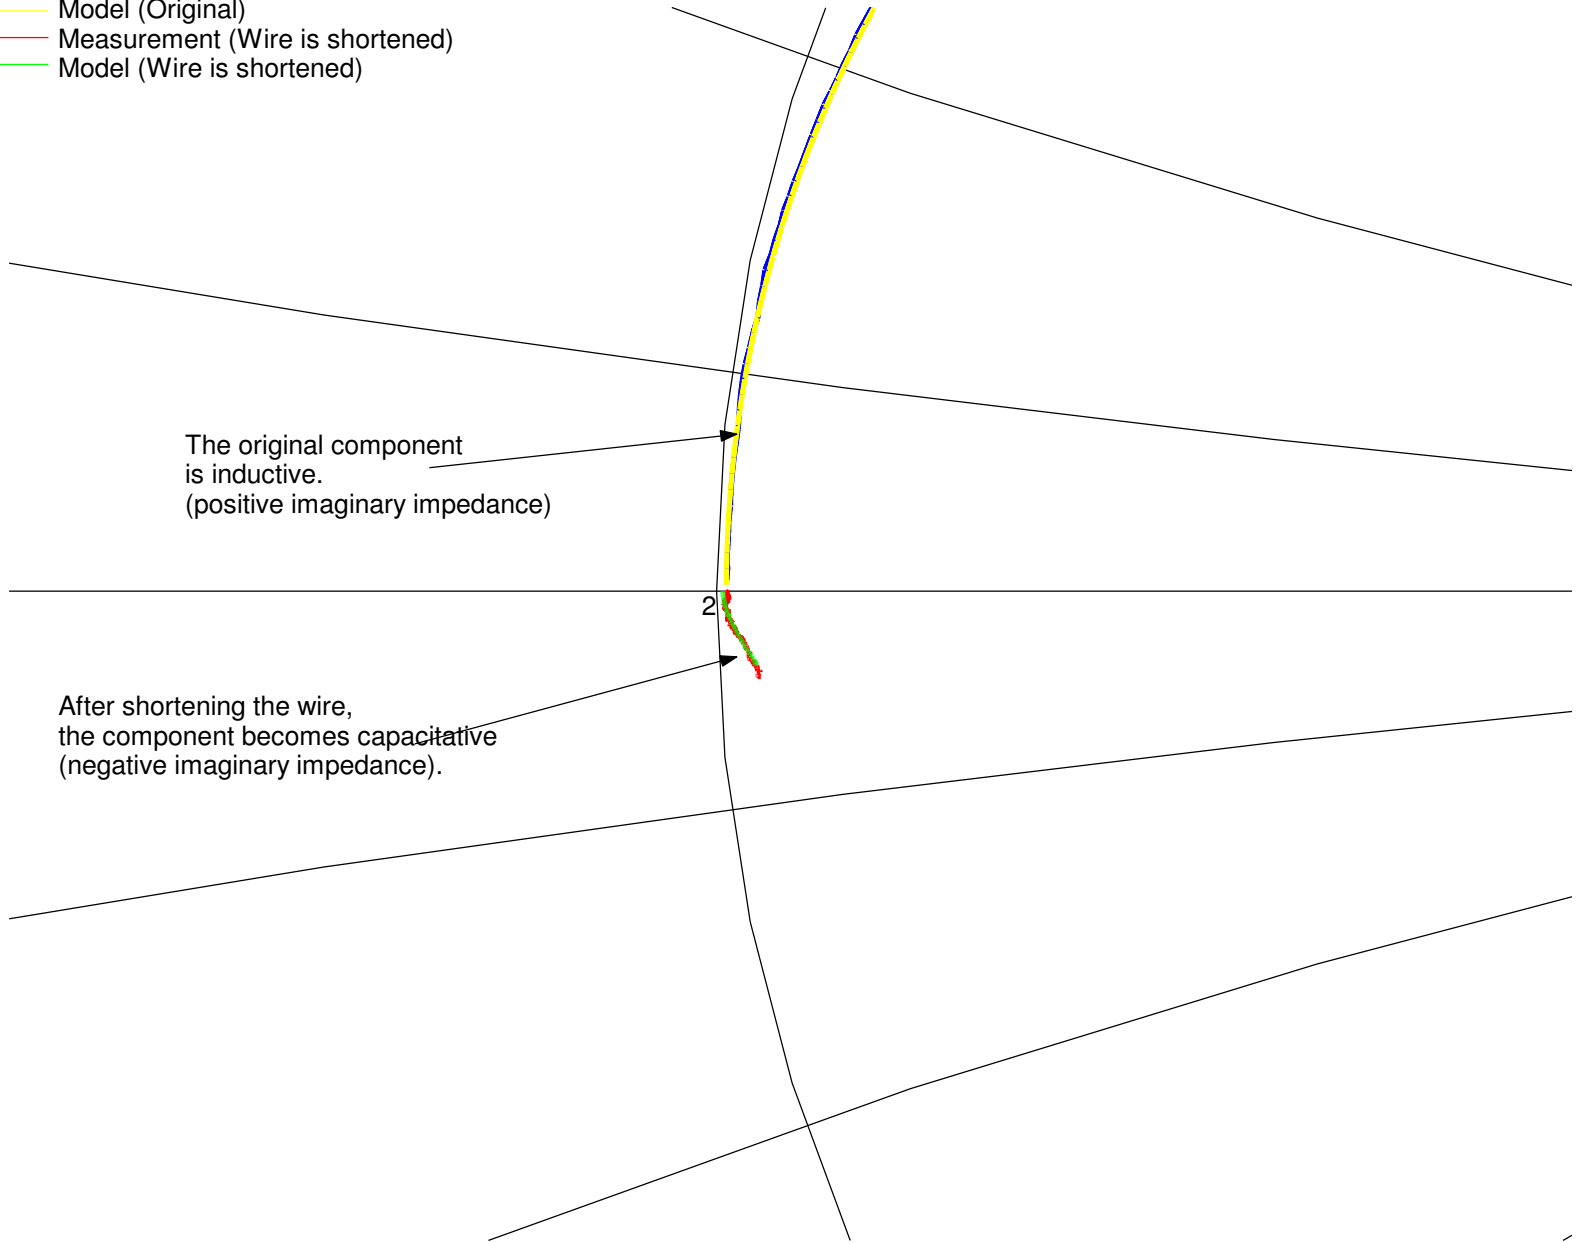 Model (Original)
Measurement (Wire is shortened)
Model (Wire is shortened)
The original component
is inductive.
(positive imaginary impedance)
2
After shortening the wire,
the component becomes capacitative
(negative imaginary impedance).